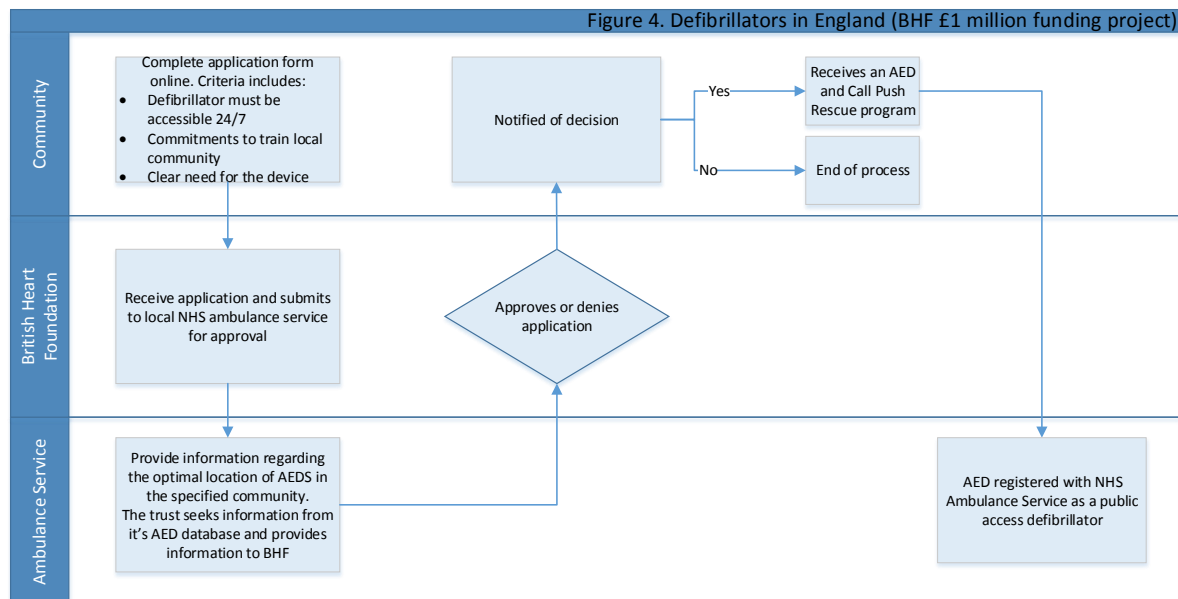 Figure 4. Defibrillators in England (BHF £1 million funding project)
Community
Complete application form
online. Criteria includes:
• Defibrillator must be
accessible 24/7
• Commitments to train local
community
• Clear need for the device
Notified of decision
Yes
No
Receives an AED
and Call Push
Rescue program
End of process
British Heart
Foundation
Receive application and submits
to local NHS ambulance service
for approval
Approves or denies
application
Ambulance Service
Provide information regarding
the optimal location of AEDS in
the specified community.
The trust seeks information from
it's AED database and provides
information to BHF
AED registered with NHS
Ambulance Service as a public
access defibrillator